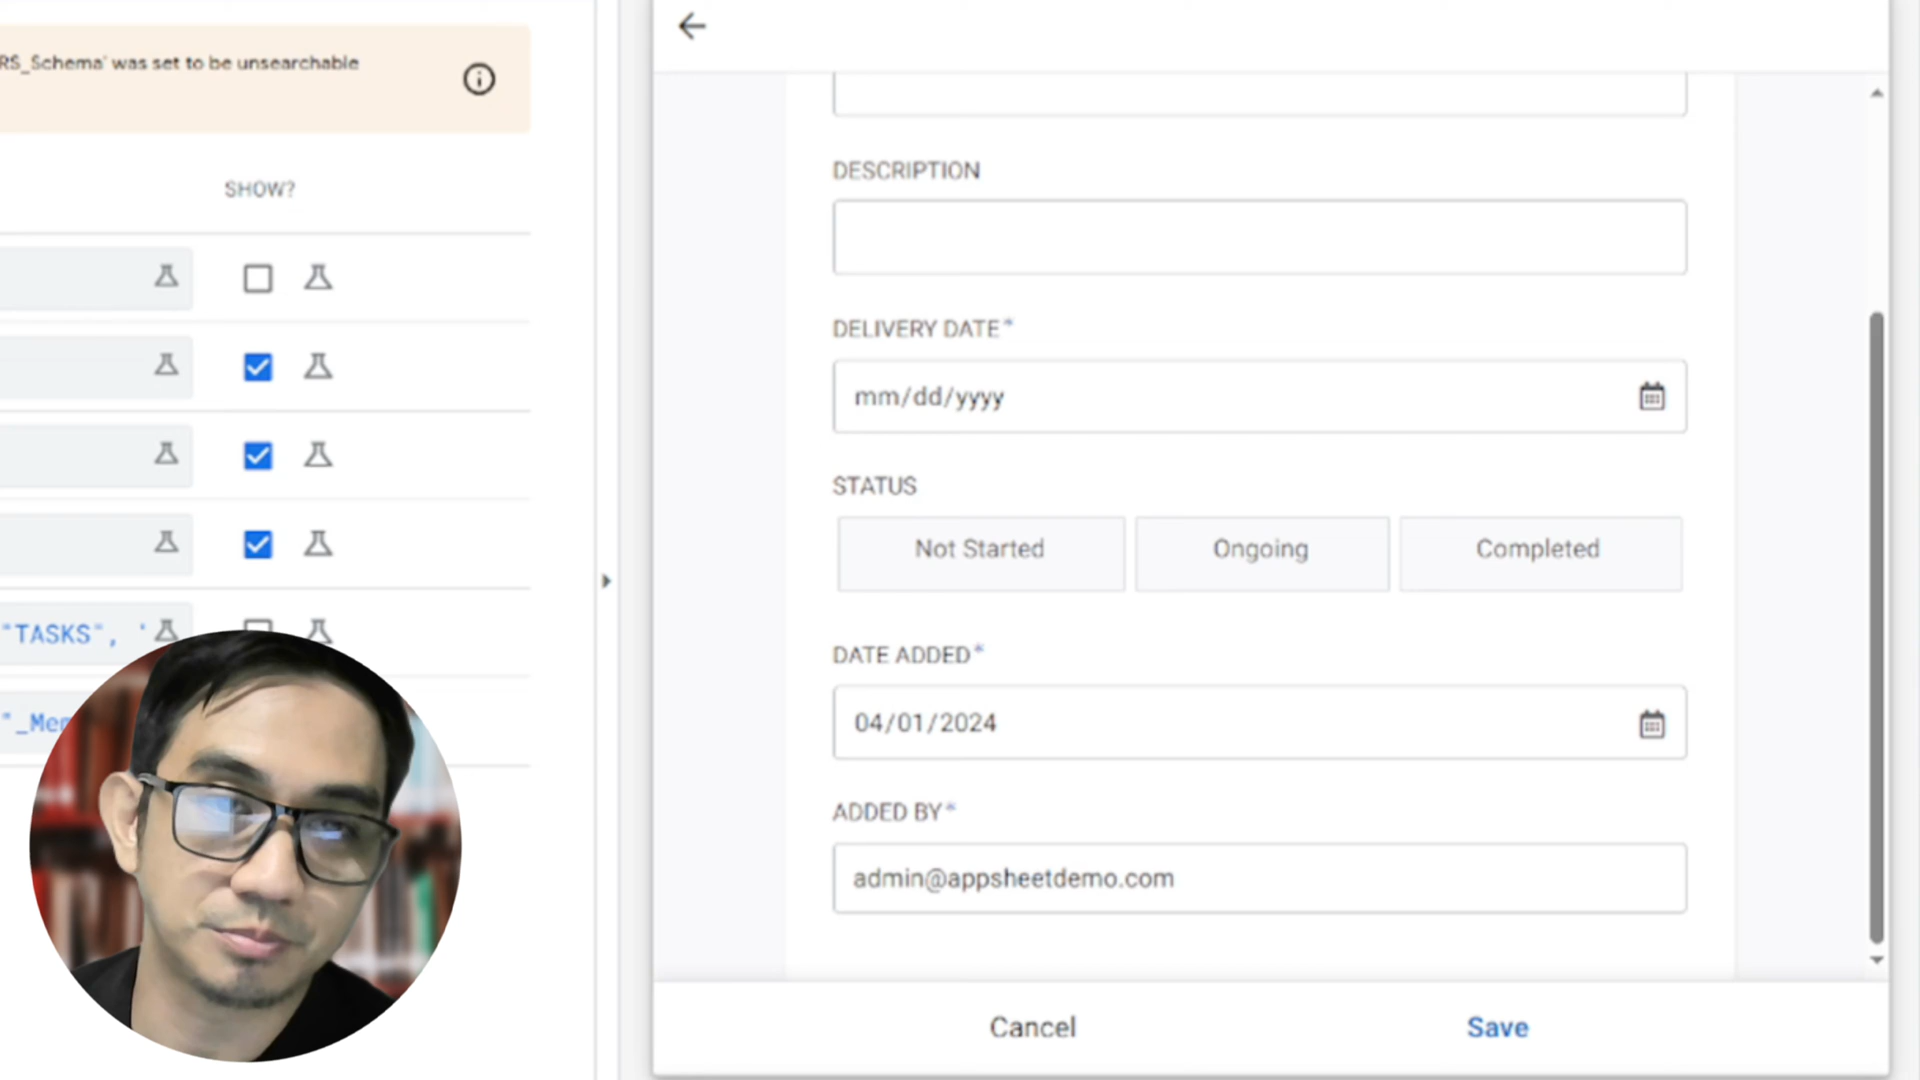 RS_Schema' was set to be unsearchable
SHOW?
"TASKS", '
"_Mem
DESCRIPTION
DELIVERY DATE*
mm/dd/yyyy
STATUS
Not Started
Ongoing
Completed
DATE ADDED*
04/01/2024
ADDED BY*
admin@appsheetdemo.com
Cancel
Save